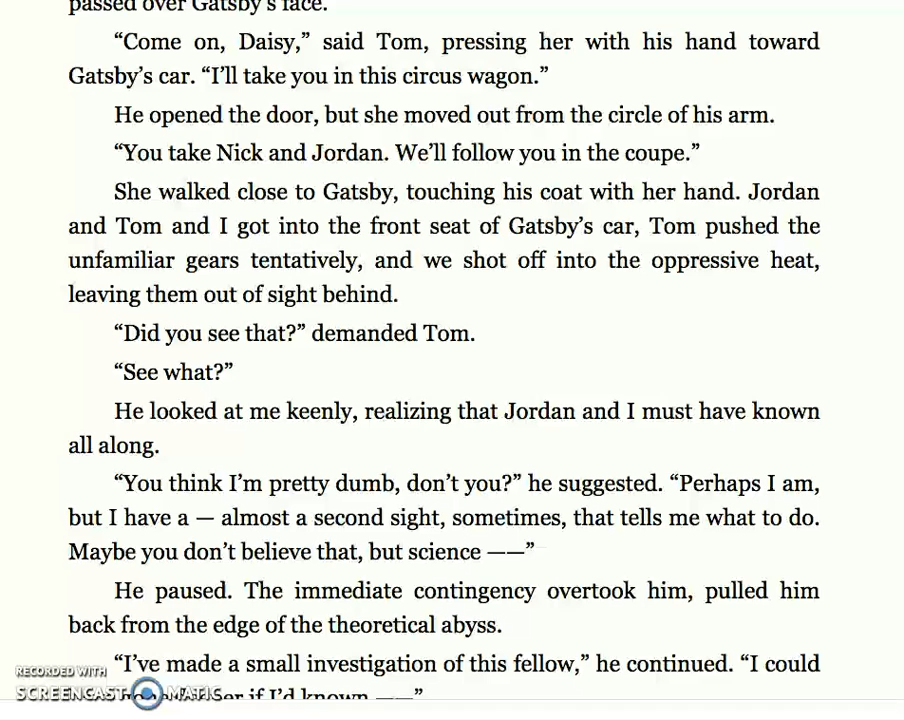 passed over Gatsby's face.
“Come on, Daisy,” said Tom, pressing her with his hand toward
Gatsby’s car. “I’ll take you in this circus wagon.”
He opened the door, but she moved out from the circle of his arm.
“You take Nick and Jordan. We’ll follow you in the coupe.”
She walked close to Gatsby, touching his coat with her hand. Jordan
and Tom and I got into the front seat of Gatsby’s car, Tom pushed the
unfamiliar gears tentatively, and we shot off into the oppressive heat,
leaving them out of sight behind.
“Did you see that?” demanded Tom.
“See what?”
He looked at me keenly, realizing that Jordan and I must have known
all along.
“You think I’m pretty dumb, don’t you?” he suggested. “Perhaps I am,
but I have a — almost a second sight, sometimes, that tells me what to do.
Maybe you don’t believe that, but science ——”
He paused. The immediate contingency overtook him, pulled him
back from the edge of the theoretical abyss.
“I’ve made a small investigation of this fellow,” he continued. “I could
if I’d known ——”
RECORDED WITH
SCREENCAST MATIC